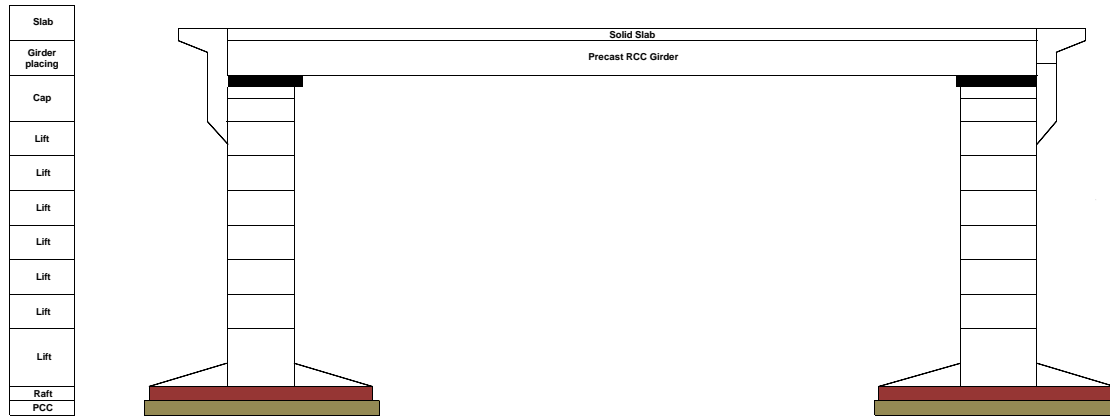 Slab
Girder
placing
Cap
Lift
Lift
Lift
Lift
Lift
Lift
Lift
Raft
PCC
Solid Slab
Precast RCC Girder